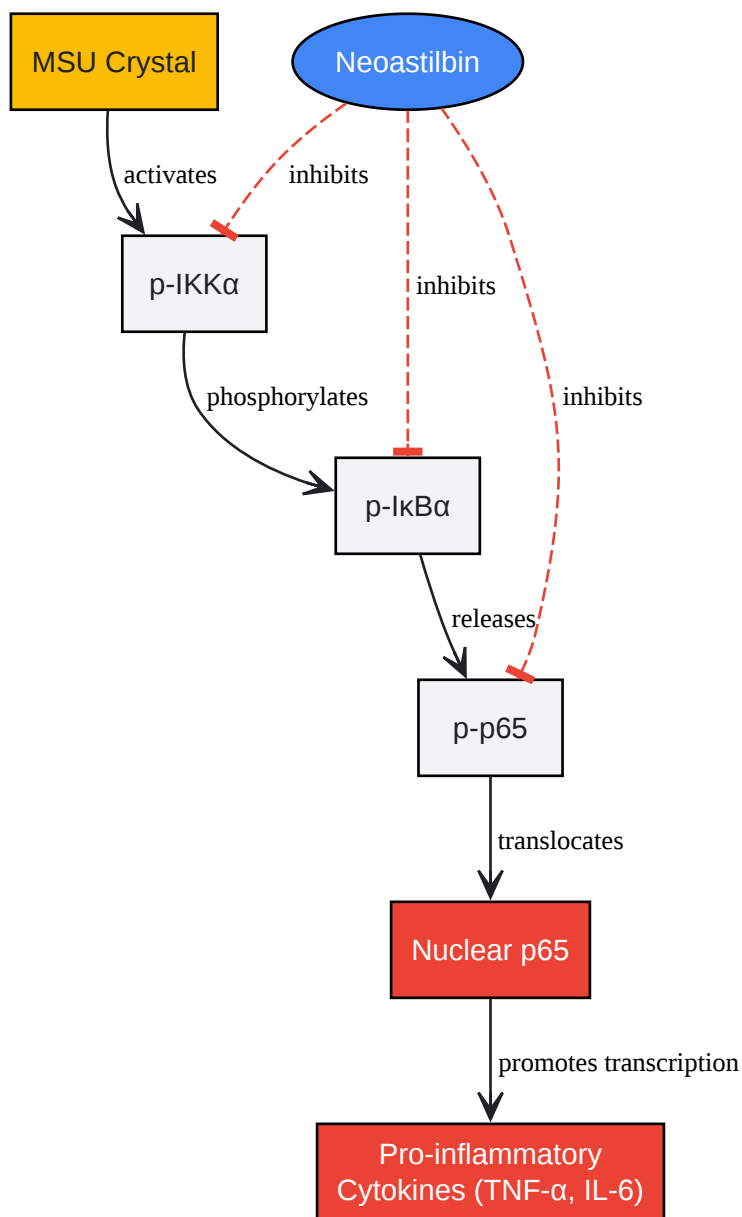 MSU Crystal
Neoastilbin
activates
inhibits
p-IKKα
inhibits
phosphorylates
inhibits
p-IκBα
releases
p-p65
translocates
Nuclear p65
promotes transcription
Pro-inflammatory
Cytokines (TNF-α, IL-6)